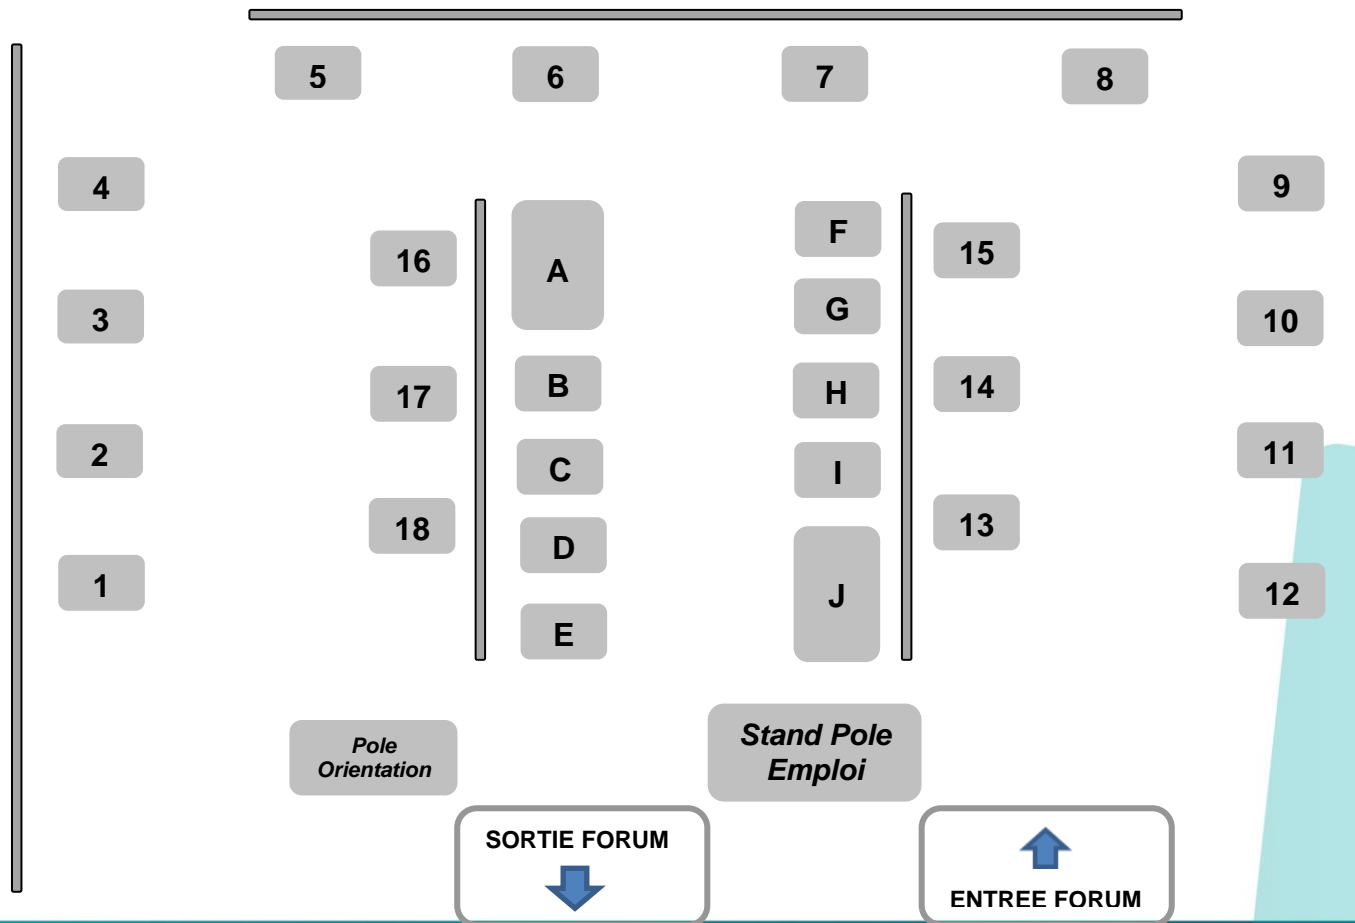 5
6
7
8
4
9
16
A
F
15
3
G
10
17
B
H
14
2
C
I
11
18
D
13
1
E
J
12
Pole
Orientation
Stand Pole
Emploi
SORTIE FORUM
ENTREE FORUM